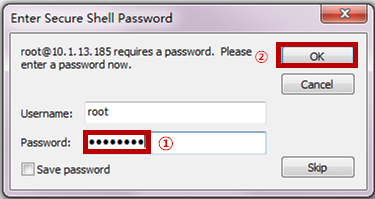 Enter Secure Shell Password
root@10.1.13.185 requires a password. Please
enter a password now.
② OK
Cancel
Username: root
Password: ●●●●●●●● ①
Save password
Skip